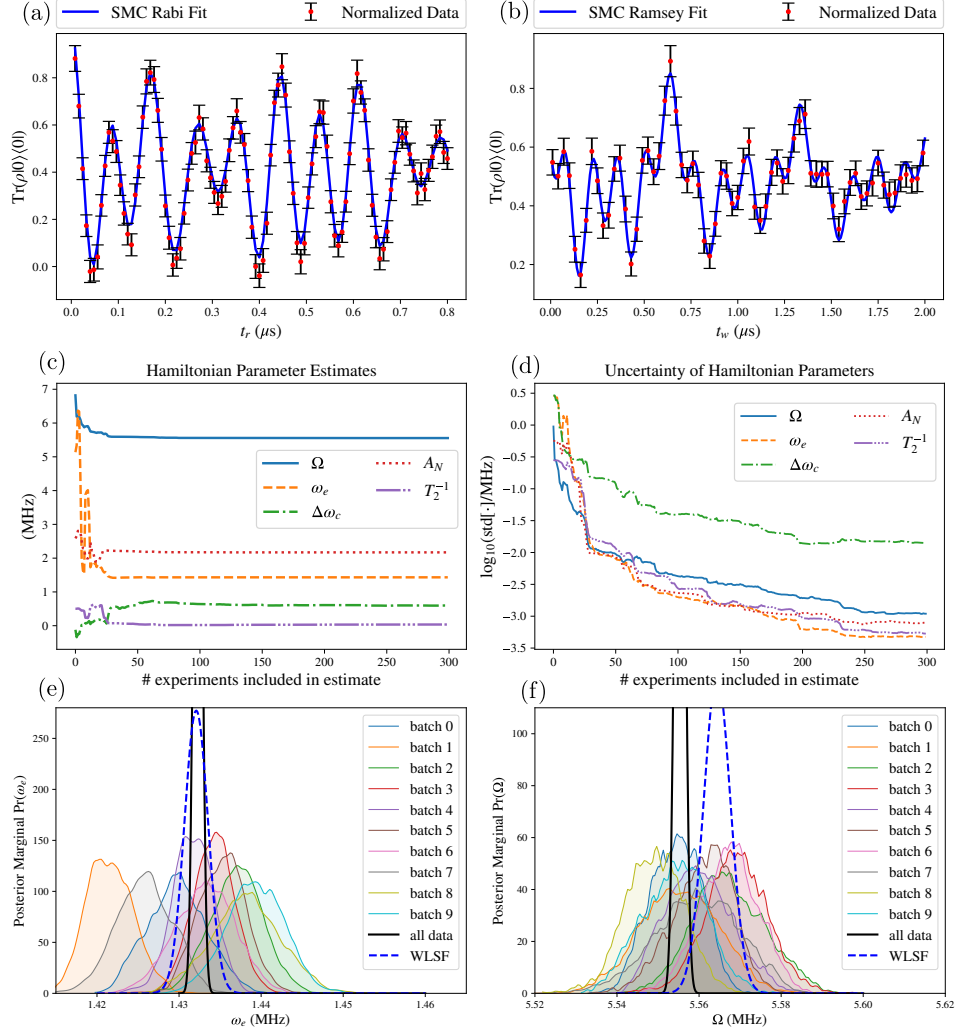 (a)
SMC Rabi Fit
Normalized Data
Tr(ρ|0⟩⟨0|)
0.8
0.6
0.4
0.2
0.0
0.0 0.1 0.2 0.3 0.4 0.5 0.6 0.7 0.8
t_r (μs)
(b)
SMC Ramsey Fit
Normalized Data
Tr(ρ|0⟩⟨0|)
0.8
0.6
0.4
0.2
0.00 0.25 0.50 0.75 1.00 1.25 1.50 1.75 2.00
t_w (μs)
(c)
Hamiltonian Parameter Estimates
(MHz)
7
6
5
4
3
2
1
0
Ω
ω_e
Δω_c
A_N
T_2^{-1}
0 50 100 150 200 250 300
# experiments included in estimate
(d)
Uncertainty of Hamiltonian Parameters
log₁₀(std[·]/MHz)
0.0
−0.5
−1.0
−1.5
−2.0
−2.5
−3.0
−3.5
Ω
ω_e
Δω_c
A_N
T_2^{-1}
0 50 100 150 200 250 300
# experiments included in estimate
(e)
Posterior Marginal Pr(ω_e)
250
200
150
100
50
0
batch 0
batch 1
batch 2
batch 3
batch 4
batch 5
batch 6
batch 7
batch 8
batch 9
all data
WLSF
1.42 1.43 1.44 1.45 1.46
ω_e (MHz)
(f)
Posterior Marginal Pr(Ω)
100
80
60
40
20
0
batch 0
batch 1
batch 2
batch 3
batch 4
batch 5
batch 6
batch 7
batch 8
batch 9
all data
WLSF
5.52 5.54 5.56 5.58 5.60 5.62
Ω (MHz)